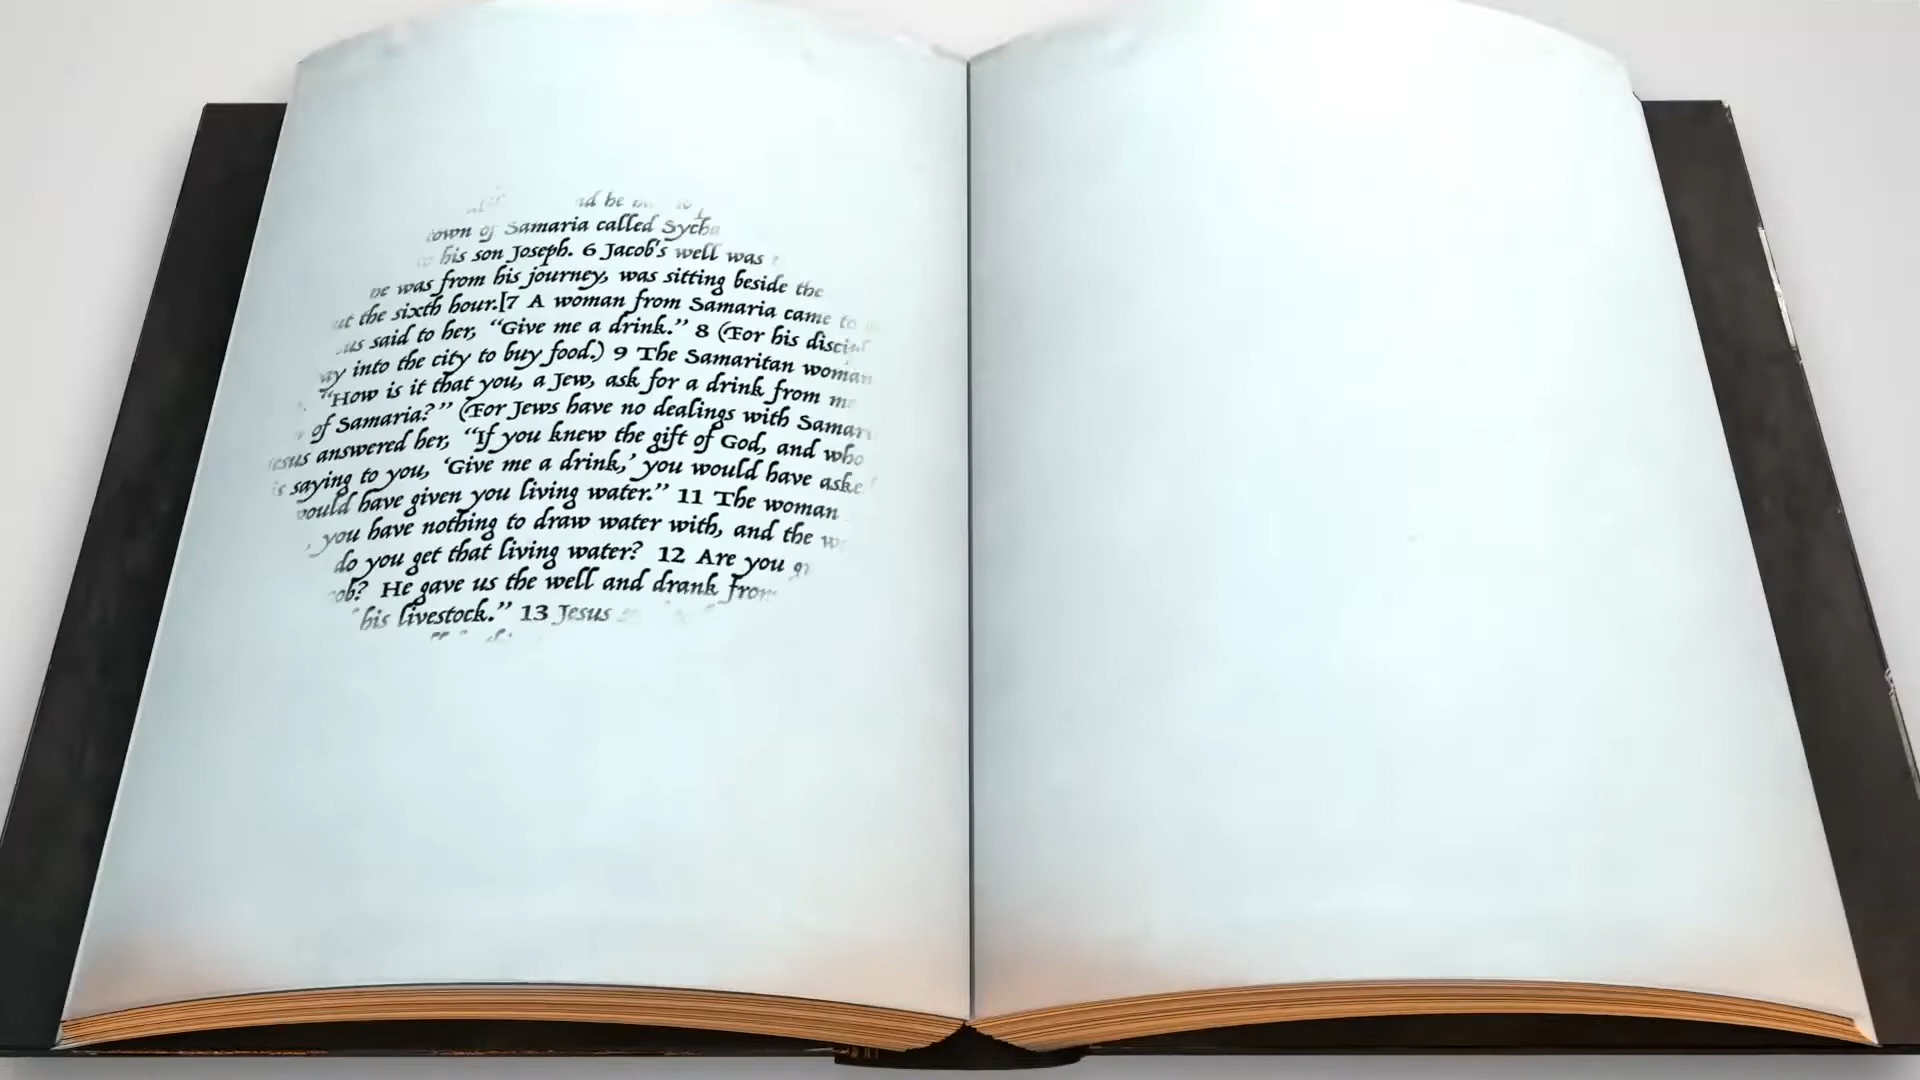 he
town of Samaria called
his son Joseph. 6 Jacob's well was
was from his journey, was sitting beside the
the sixth hour.[7 A woman from Samaria came to
said to her, “Give me a drink.” 8 (For his
into the city to buy food.) 9 The Samaritan woman
“How is it that you, a Jew, ask for a drink from
of Samaria?” (For Jews have no dealings with
answered her, “If you knew the gift of God, and who
is saying to you, ‘Give me a drink,’ you would have
would have given you living water.” 11 The woman
, you have nothing to draw water with, and the
do you get that living water? 12 Are you
He gave us the well and drank from
his livestock.” 13 Jesus